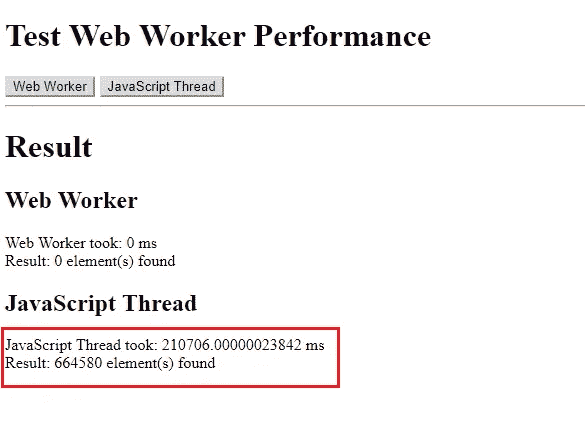 Test Web Worker Performance
Web Worker JavaScript Thread
Result
Web Worker
Web Worker took: 0 ms
Result: 0 element(s) found
JavaScript Thread
JavaScript Thread took: 210706.00000023842 ms
Result: 664580 element(s) found